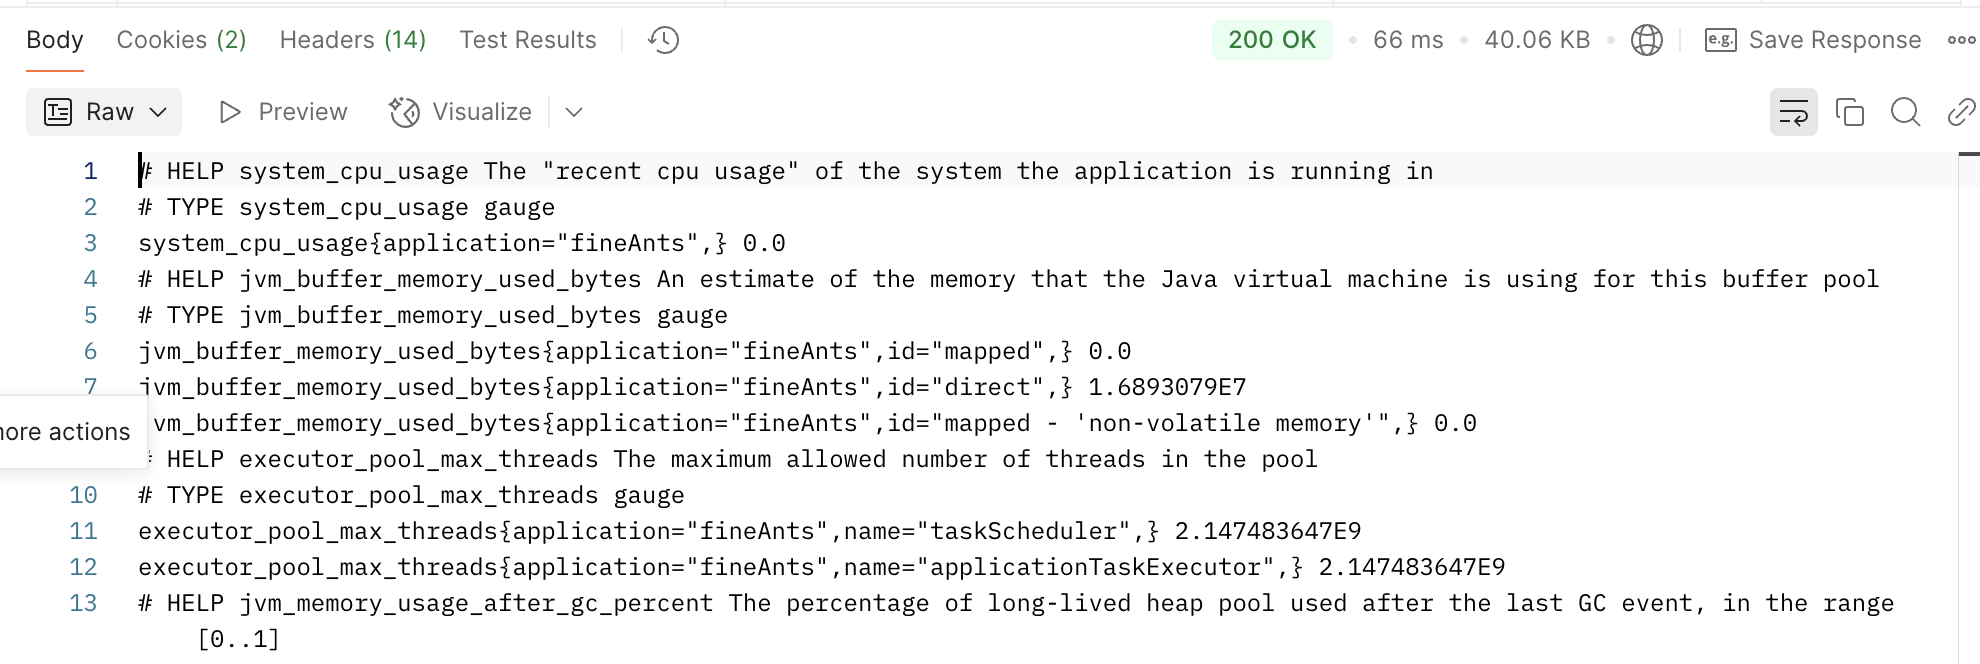 Body Cookies (2) Headers (14) Test Results 200 OK 66 ms 40.06 KB e.g. Save Response
Raw Preview Visualize
1 # HELP system_cpu_usage The "recent cpu usage" of the system the application is running in
2 # TYPE system_cpu_usage gauge
3 system_cpu_usage{application="fineAnts",} 0.0
4 # HELP jvm_buffer_memory_used_bytes An estimate of the memory that the Java virtual machine is using for this buffer pool
5 # TYPE jvm_buffer_memory_used_bytes gauge
6 jvm_buffer_memory_used_bytes{application="fineAnts",id="mapped",} 0.0
7 jvm_buffer_memory_used_bytes{application="fineAnts",id="direct",} 1.6893079E7
more actions
vm_buffer_memory_used_bytes{application="fineAnts",id="mapped - 'non-volatile memory'",} 0.0
# HELP executor_pool_max_threads The maximum allowed number of threads in the pool
10 # TYPE executor_pool_max_threads gauge
11 executor_pool_max_threads{application="fineAnts",name="taskScheduler",} 2.147483647E9
12 executor_pool_max_threads{application="fineAnts",name="applicationTaskExecutor",} 2.147483647E9
13 # HELP jvm_memory_usage_after_gc_percent The percentage of long-lived heap pool used after the last GC event, in the range
[0..1]